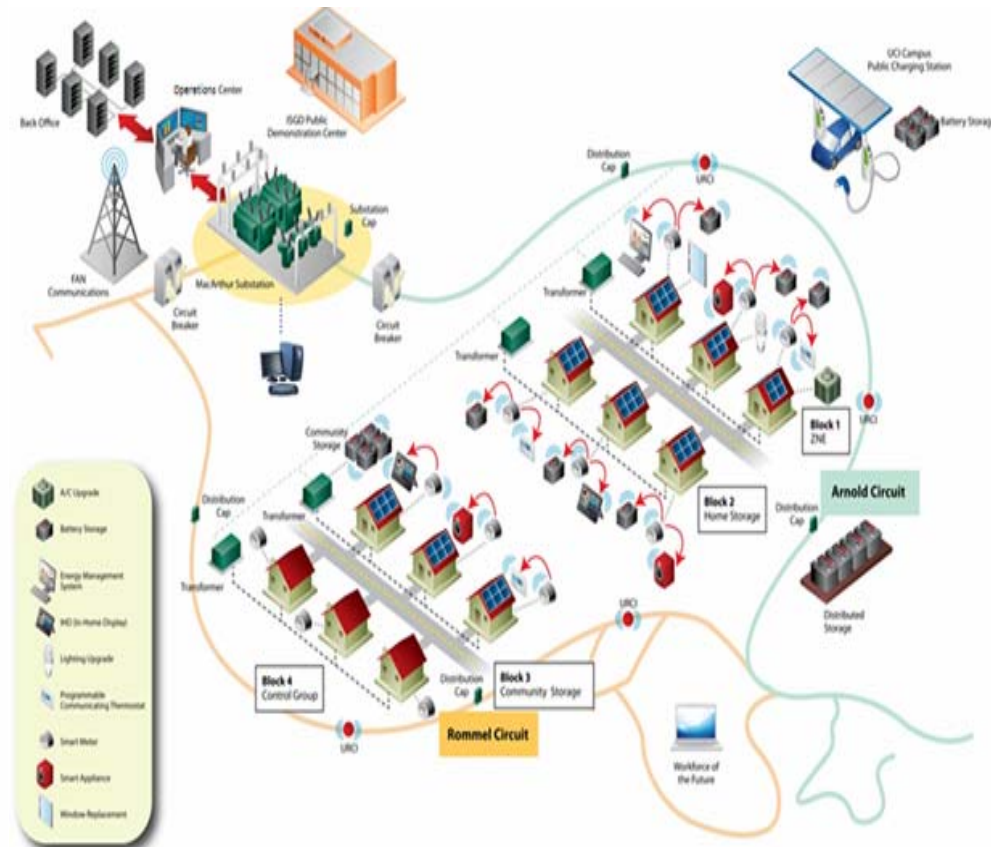 Back Office
Operations Center
ISGD Public
Demonstration Center
UCI Campus
Public Charging Station
Battery Storag
FAN
Communications
Circuit
Breaker
MacArthur Substation
Substation
Cap
Circuit
Breaker
Distribution
Cap
URCI
Transformer
Transformer
URCI
Block 1
ZNE
Block 2
Home Storage
Arnold Circuit
Distribution
Cap
Distributed
Storage
Community
Storage
Distribution
Cap
Transformer
Transformer
URCI
Block 3
Community Storage
Block 4
Control Group
Distribution
Cap
URCI
Rommel Circuit
Workforce of
the Future
A/C Upgrade
Battery Storage
Energy Management
System
IHD (In-Home Display)
Lighting Upgrade
Programmable
Communicating Thermostat
Smart Meter
Smart Appliance
Window Replacement